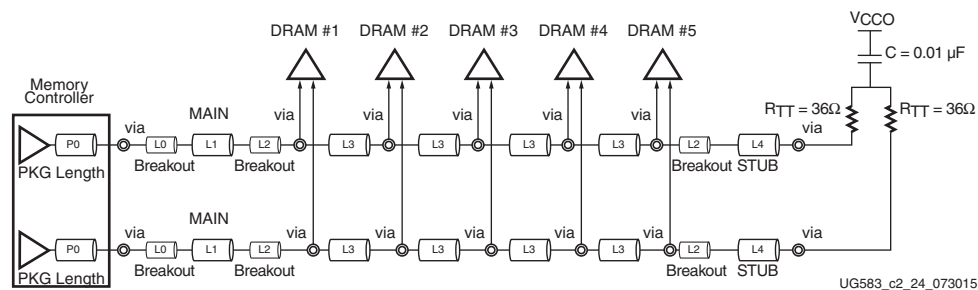 VCCO
C = 0.01 µF
DRAM #1 DRAM #2 DRAM #3 DRAM #4 DRAM #5
Memory
Controller
RTT = 36Ω RTT = 36Ω
MAIN
via via via via via via via
P0 L0 L1 L2 L3 L3 L3 L3 L2 L4
PKG Length Breakout Breakout Breakout STUB
MAIN
via via via via via via via
P0 L0 L1 L2 L3 L3 L3 L3 L2 L4
PKG Length Breakout Breakout Breakout STUB
UG583_c2_24_073015